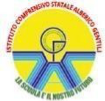 ISTITUTO COMPRENSIVO STATALE ALBERICO GENTILI
LA SCUOLA E' IL NOSTRO FUTURO